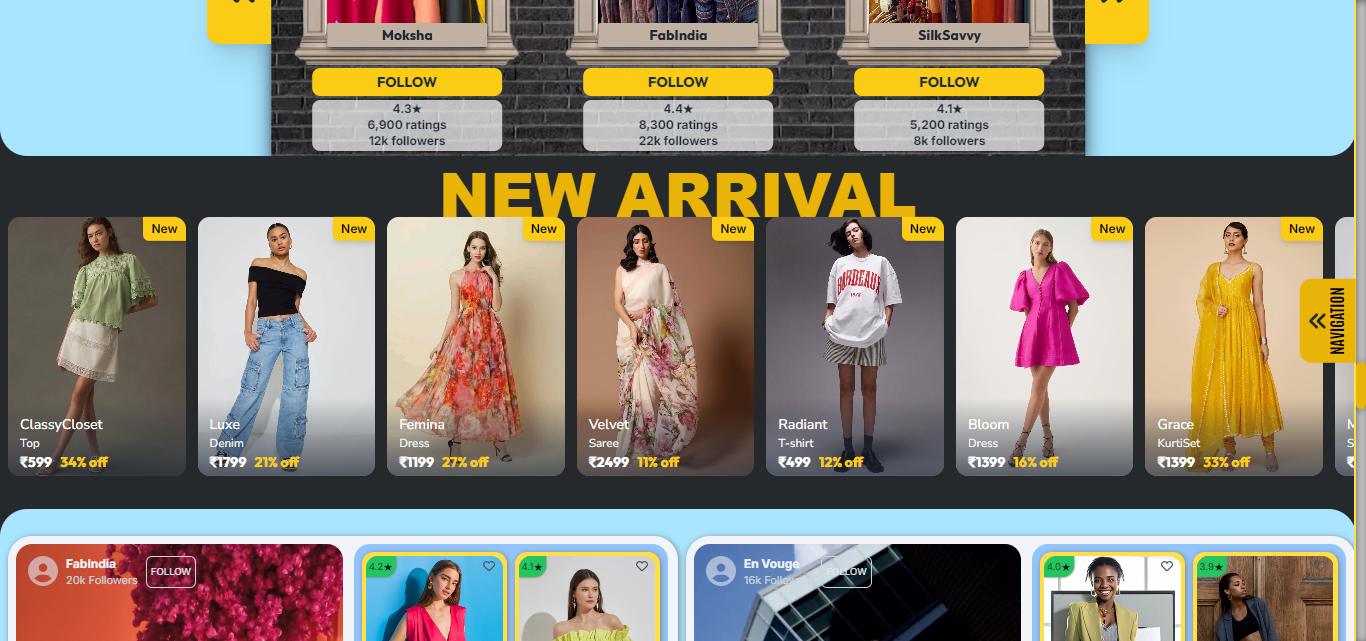 Moksha
FabIndia
SilkSavvy
FOLLOW
FOLLOW
FOLLOW
4.3★
6,900 ratings
12k followers
4.4★
8,300 ratings
22k followers
4.1★
5,200 ratings
8k followers
NEW ARRIVAL
New
ClassyCloset
Top
₹599 34% off
New
Luxe
Denim
₹1799 21% off
New
Femina
Dress
₹1199 27% off
New
Velvet
Saree
₹2499 11% off
New
BORDEAUX
Radiant
T-shirt
₹499 12% off
New
Bloom
Dress
₹1399 16% off
New
Grace
KurtiSet
₹1399 33% off
NAVIGATION
FabIndia
20k Followers
FOLLOW
4.2★
4.1★
En Vouge
16k Follow
FOLLOW
4.0★
3.9★